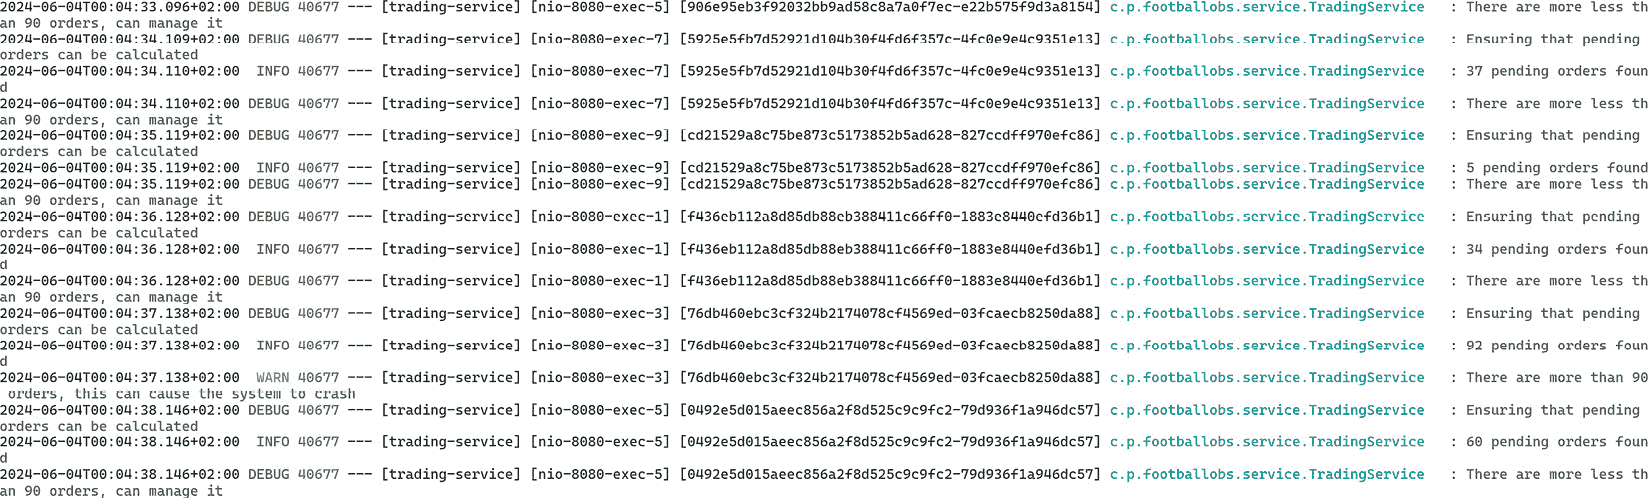 2024-06-04T00:04:33.096+02:00 DEBUG 40677 --- [trading-service] [nio-8080-exec-5] [906e95eb3f92032bb9ad58c8a7a0f7ec-e22b575f9d3a8154] c.p.footballobs.service.TradingService   : There are more less th
an 90 orders, can manage it
2024-06-04T00:04:34.109+02:00 DEBUG 40677 --- [trading-service] [nio-8080-exec-7] [5925e5fb7d52921d104b30f4fd6f357c-4fc0e9e4c9351e13] c.p.footballobs.service.TradingService   : Ensuring that pending
orders can be calculated
2024-06-04T00:04:34.110+02:00  INFO 40677 --- [trading-service] [nio-8080-exec-7] [5925e5fb7d52921d104b30f4fd6f357c-4fc0e9e4c9351e13] c.p.footballobs.service.TradingService   : 37 pending orders foun
d
2024-06-04T00:04:34.110+02:00 DEBUG 40677 --- [trading-service] [nio-8080-exec-7] [5925e5fb7d52921d104b30f4fd6f357c-4fc0e9e4c9351e13] c.p.footballobs.service.TradingService   : There are more less th
an 90 orders, can manage it
2024-06-04T00:04:35.119+02:00 DEBUG 40677 --- [trading-service] [nio-8080-exec-9] [cd21529a8c75be873c5173852b5ad628-827ccdff970efc86] c.p.footballobs.service.TradingService   : Ensuring that pending
orders can be calculated
2024-06-04T00:04:35.119+02:00  INFO 40677 --- [trading-service] [nio-8080-exec-9] [cd21529a8c75be873c5173852b5ad628-827ccdff970efc86] c.p.footballobs.service.TradingService   : 5 pending orders found
2024-06-04T00:04:35.119+02:00 DEBUG 40677 --- [trading-service] [nio-8080-exec-9] [cd21529a8c75be873c5173852b5ad628-827ccdff970efc86] c.p.footballobs.service.TradingService   : There are more less th
an 90 orders, can manage it
2024-06-04T00:04:36.128+02:00 DEBUG 40677 --- [trading-service] [nio-8080-exec-1] [f436eb112a8d85db88eb388411c66ff0-1883e8440efd36b1] c.p.footballobs.service.TradingService   : Ensuring that pending
orders can be calculated
2024-06-04T00:04:36.128+02:00  INFO 40677 --- [trading-service] [nio-8080-exec-1] [f436eb112a8d85db88eb388411c66ff0-1883e8440efd36b1] c.p.footballobs.service.TradingService   : 34 pending orders foun
d
2024-06-04T00:04:36.128+02:00 DEBUG 40677 --- [trading-service] [nio-8080-exec-1] [f436eb112a8d85db88eb388411c66ff0-1883e8440efd36b1] c.p.footballobs.service.TradingService   : There are more less th
an 90 orders, can manage it
2024-06-04T00:04:37.138+02:00 DEBUG 40677 --- [trading-service] [nio-8080-exec-3] [76db460ebc3cf324b2174078cf4569ed-03fcaecb8250da88] c.p.footballobs.service.TradingService   : Ensuring that pending
orders can be calculated
2024-06-04T00:04:37.138+02:00  INFO 40677 --- [trading-service] [nio-8080-exec-3] [76db460ebc3cf324b2174078cf4569ed-03fcaecb8250da88] c.p.footballobs.service.TradingService   : 92 pending orders foun
d
2024-06-04T00:04:37.138+02:00  WARN 40677 --- [trading-service] [nio-8080-exec-3] [76db460ebc3cf324b2174078cf4569ed-03fcaecb8250da88] c.p.footballobs.service.TradingService   : There are more than 90
 orders, this can cause the system to crash
2024-06-04T00:04:38.146+02:00 DEBUG 40677 --- [trading-service] [nio-8080-exec-5] [0492e5d015aeec856a2f8d525c9c9fc2-79d936f1a946dc57] c.p.footballobs.service.TradingService   : Ensuring that pending
orders can be calculated
2024-06-04T00:04:38.146+02:00  INFO 40677 --- [trading-service] [nio-8080-exec-5] [0492e5d015aeec856a2f8d525c9c9fc2-79d936f1a946dc57] c.p.footballobs.service.TradingService   : 60 pending orders foun
d
2024-06-04T00:04:38.146+02:00 DEBUG 40677 --- [trading-service] [nio-8080-exec-5] [0492e5d015aeec856a2f8d525c9c9fc2-79d936f1a946dc57] c.p.footballobs.service.TradingService   : There are more less th
an 90 orders, can manage it